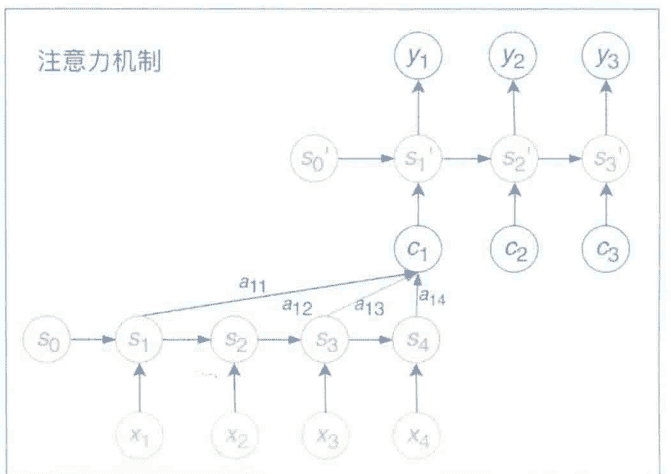 注意力机制
y1 y2 y3
s0' s1' s2' s3'
c1 c2 c3
a11 a12 a13 a14
s0 s1 s2 s3 s4
x1 x2 x3 x4